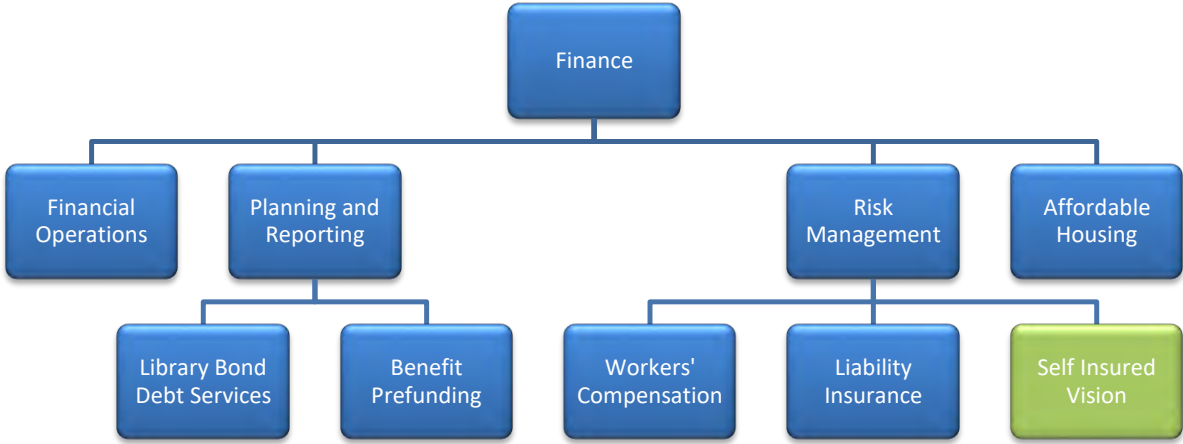 Finance
Financial
Operations
Planning and
Reporting
Risk
Management
Affordable
Housing
Library Bond
Debt Services
Benefit
Prefunding
Workers'
Compensation
Liability
Insurance
Self Insured
Vision